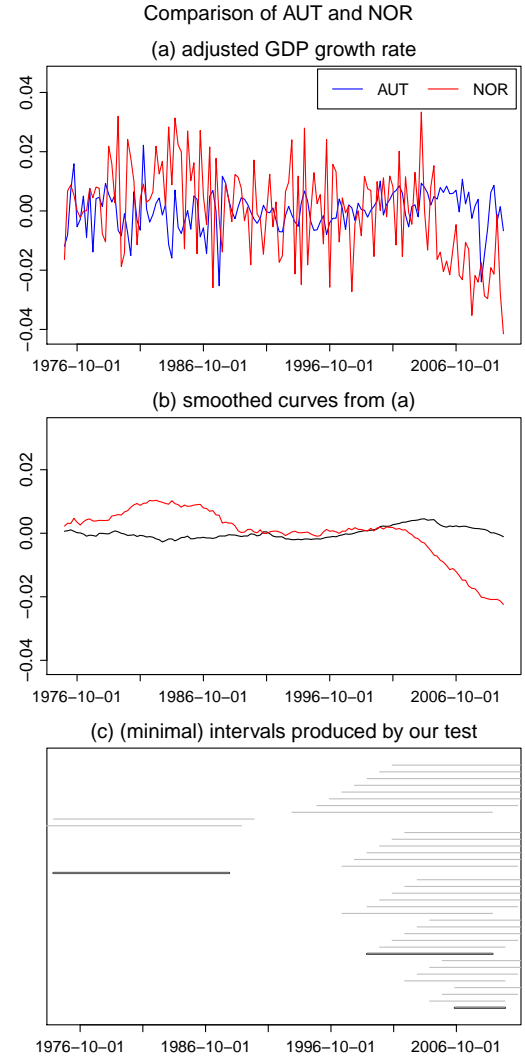 Comparison of AUT and NOR
(a) adjusted GDP growth rate
AUT NOR
0.04
0.02
0.00
−0.02
−0.04
1976−10−01 1986−10−01 1996−10−01 2006−10−01
(b) smoothed curves from (a)
0.02
0.00
−0.02
−0.04
1976−10−01 1986−10−01 1996−10−01 2006−10−01
(c) (minimal) intervals produced by our test
1976−10−01 1986−10−01 1996−10−01 2006−10−01